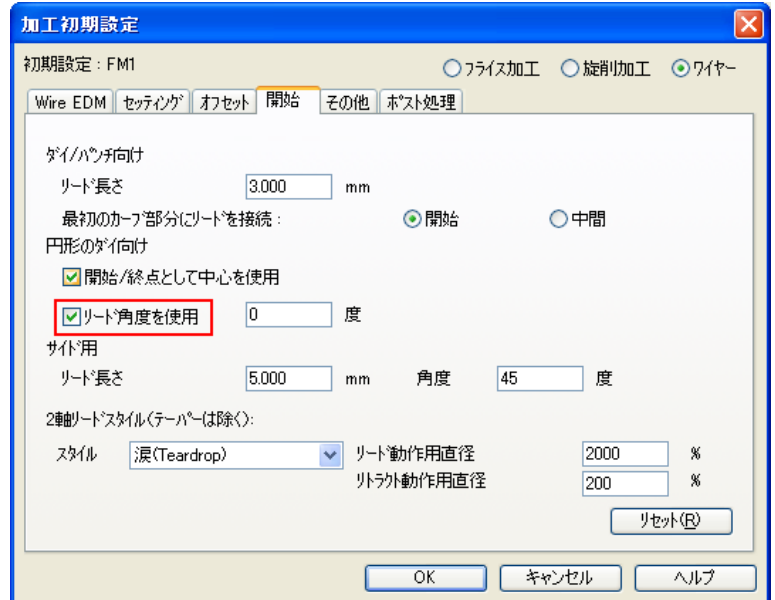 加工初期設定
初期設定：FM1 フライス加工 旋削加工 ワイヤー
Wire EDM セッティング オフセット 開始 その他 ポスト処理
ダイ/パンチ向け
リード長さ 3.000 mm
最初のカーブ部分にリードを接続： 開始 中間
円形のダイ向け
開始/終点として中心を使用
リード角度を使用 0 度
サイド用
リード長さ 5.000 mm 角度 45 度
2軸リードスタイル(テーパーは除く):
スタイル 涙(Teardrop) リード動作用直径 2000 %
リトラクト動作用直径 200 %
リセット(R)
OK キャンセル ヘルプ